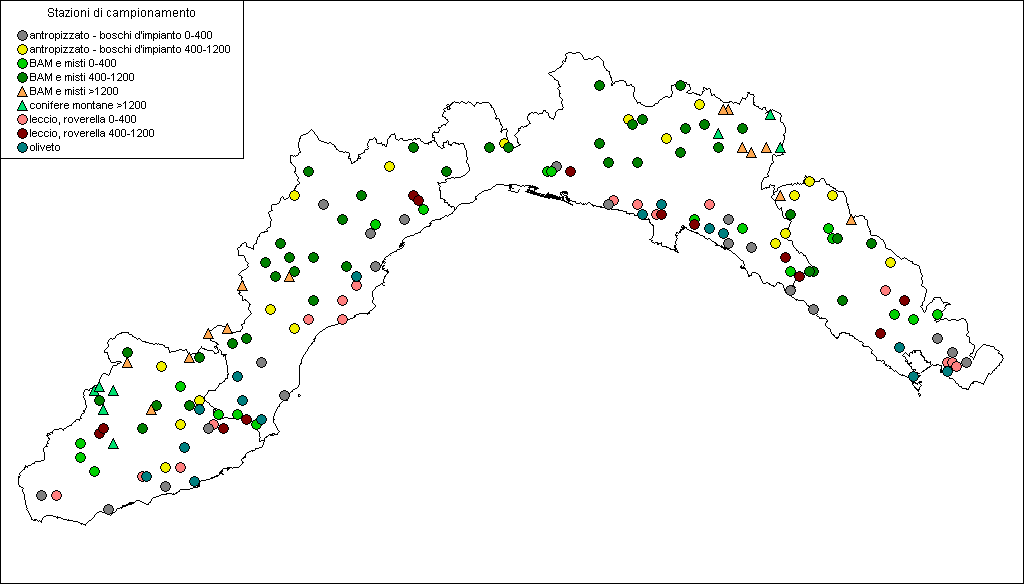 Stazioni di campionamento
antropizzato - boschi d'impianto 0-400
antropizzato - boschi d'impianto 400-1200
BAM e misti 0-400
BAM e misti 400-1200
BAM e misti >1200
conifere montane >1200
leccio, roverella 0-400
leccio, roverella 400-1200
oliveto